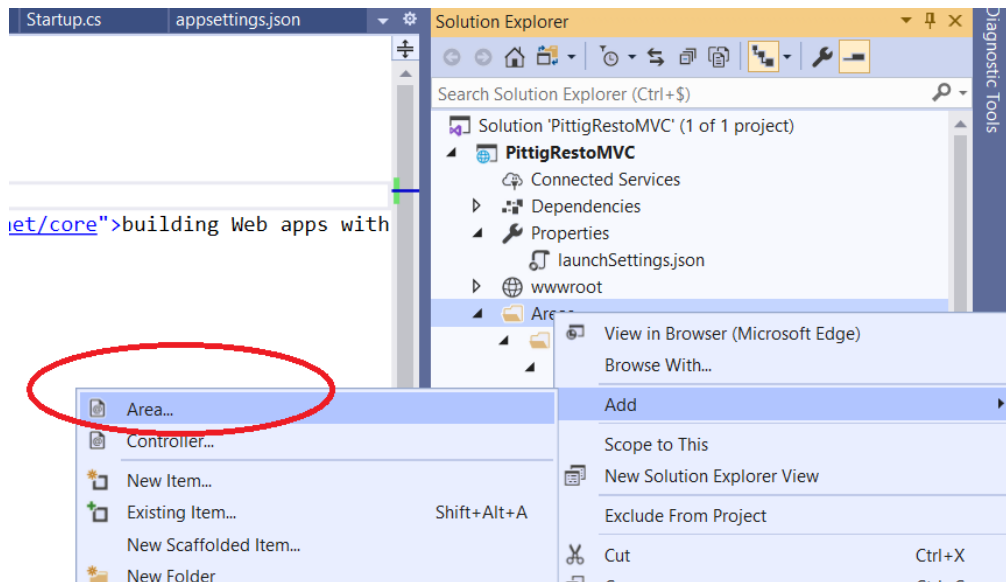 Startup.cs
appsettings.json
Solution Explorer
Diagnostic Tools
Search Solution Explorer (Ctrl+$)
Solution 'PittigRestoMVC' (1 of 1 project)
PittigRestoMVC
Connected Services
Dependencies
net/core">building Web apps with
Properties
launchSettings.json
wwwroot
View in Browser (Microsoft Edge)
Browse With...
Add
Scope to This
New Solution Explorer View
Exclude From Project
Cut Ctrl+X
Area...
Controller...
New Item...
Existing Item... Shift+Alt+A
New Scaffolded Item...
New Folder